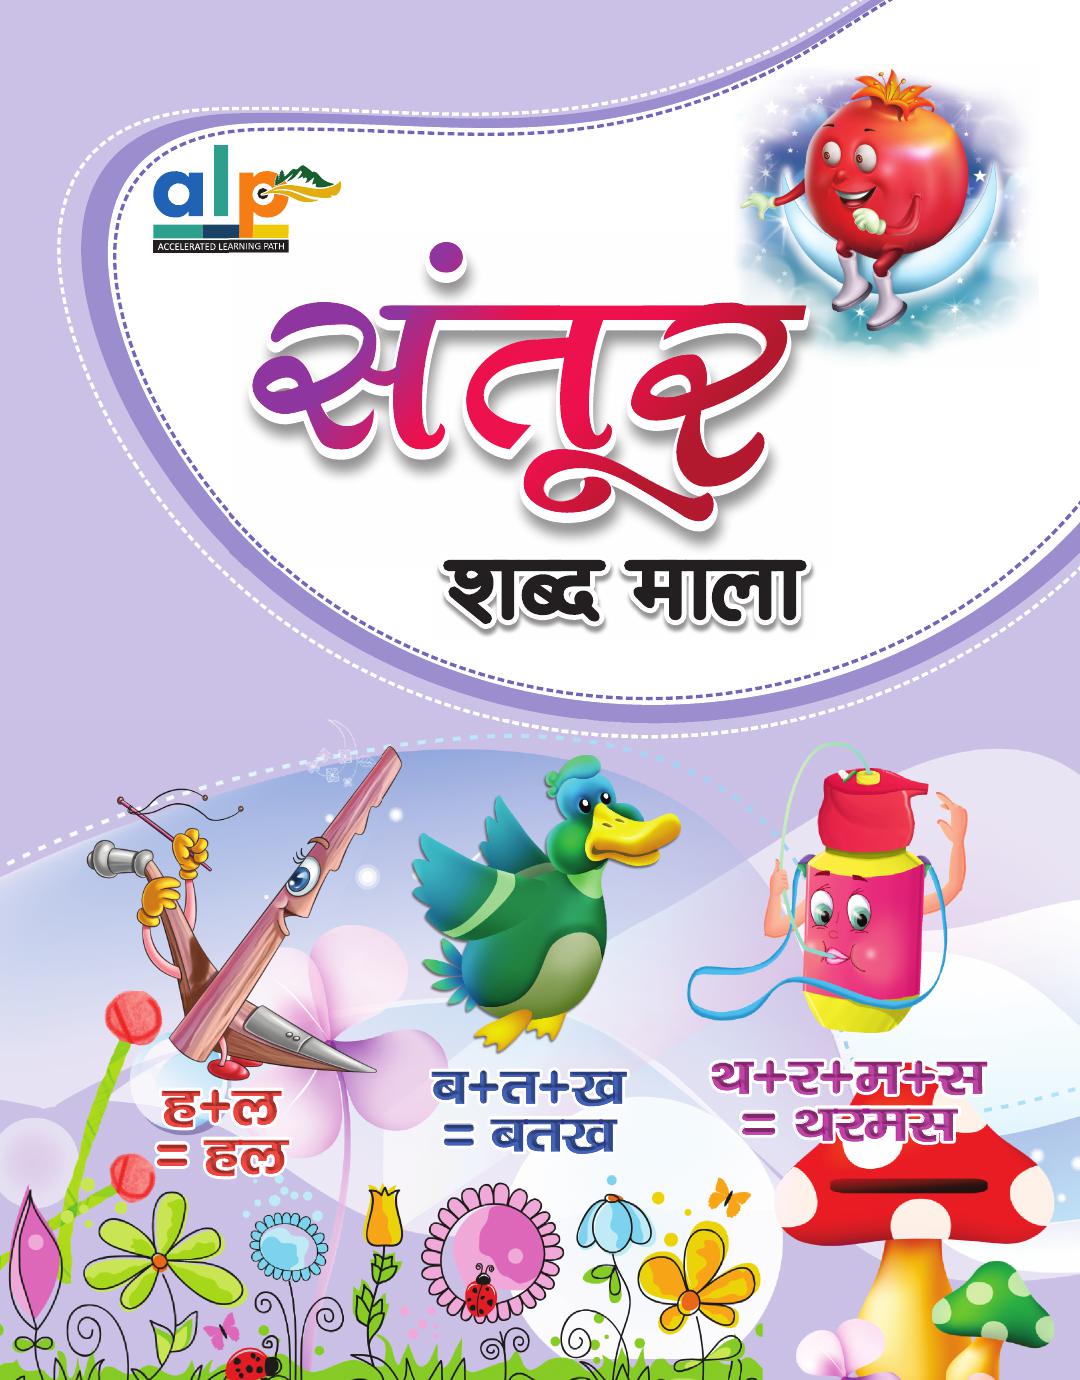 alp
ACCELERATED LEARNING PATH
संतूर
शब्द माला
ह+ल
= हल
ब+त+ख
= बतख
थ+र+म+स
= थरमस